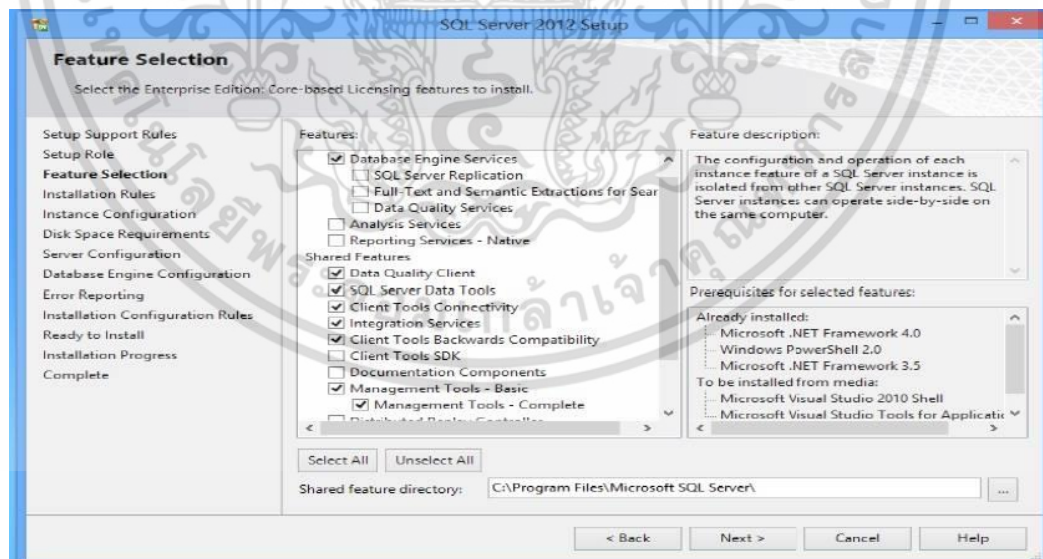 SQL Server 2012 Setup
Feature Selection
Select the Enterprise Edition: Core-based Licensing features to install.
Setup Support Rules
Setup Role
Feature Selection
Installation Rules
Instance Configuration
Disk Space Requirements
Server Configuration
Database Engine Configuration
Error Reporting
Installation Configuration Rules
Ready to Install
Installation Progress
Complete
Features:
Database Engine Services
SQL Server Replication
Full-Text and Semantic Extractions for Sear
Data Quality Services
Analysis Services
Reporting Services - Native
Shared Features
Data Quality Client
SQL Server Data Tools
Client Tools Connectivity
Integration Services
Client Tools Backwards Compatibility
Client Tools SDK
Documentation Components
Management Tools - Basic
Management Tools - Complete
Distributed Replay Controller
Select All
Unselect All
Feature description:
The configuration and operation of each
instance feature of a SQL Server instance is
isolated from other SQL Server instances. SQL
Server instances can operate side-by-side on
the same computer.
Prerequisites for selected features:
Already installed:
Microsoft .NET Framework 4.0
Windows PowerShell 2.0
Microsoft .NET Framework 3.5
To be installed from media:
Microsoft Visual Studio 2010 Shell
Microsoft Visual Studio Tools for Applicatic
Shared feature directory:
C:\Program Files\Microsoft SQL Server\
...
< Back
Next >
Cancel
Help